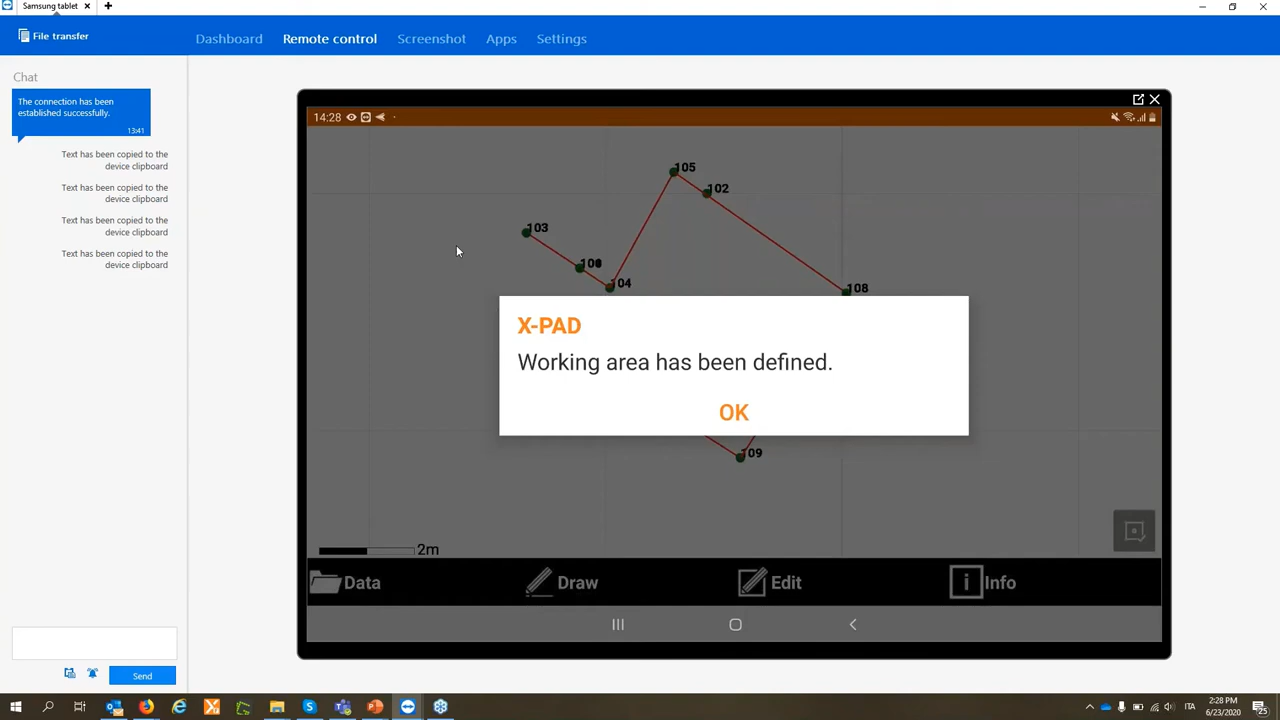 Samsung tablet
File transfer
Dashboard
Remote control
Screenshot
Apps
Settings
Chat
The connection has been
established successfully.
13:41
Text has been copied to the
device clipboard
Text has been copied to the
device clipboard
Text has been copied to the
device clipboard
Text has been copied to the
device clipboard
Send
14:28
105
102
103
104
108
109
X-PAD
Working area has been defined.
OK
2m
Data
Draw
Edit
Info
ITA
2:28 PM
6/23/2020
25